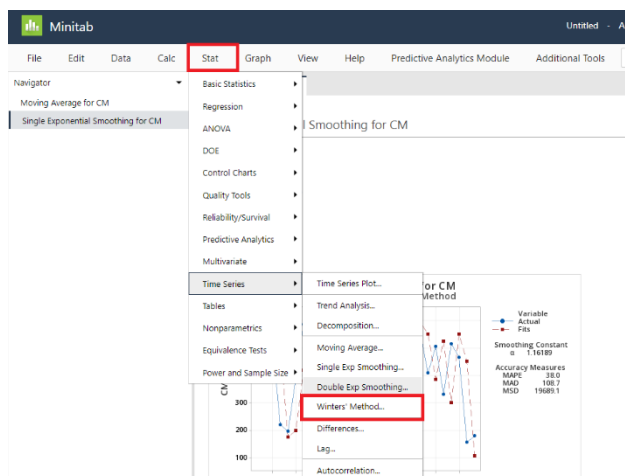 Minitab
Untitled - A
File Edit Data Calc Stat Graph View Help Predictive Analytics Module Additional Tools
Navigator
Moving Average for CM
Single Exponential Smoothing for CM
Basic Statistics
Regression
ANOVA
DOE
Control Charts
Quality Tools
Reliability/Survival
Predictive Analytics
Multivariate
Time Series
Tables
Nonparametrics
Equivalence Tests
Power and Sample Size
Time Series Plot...
Trend Analysis...
Decomposition...
Moving Average...
Single Exp Smoothing...
Double Exp Smoothing...
Winters' Method...
Differences...
Lag...
Autocorrelation...
l Smoothing for CM
or CM
Method
Variable
Actual
Fits
Smoothing Constant
α 1.16189
Accuracy Measures
MAPE 38.0
MAD 108.7
MSD 19689.1
CM
300
200
100